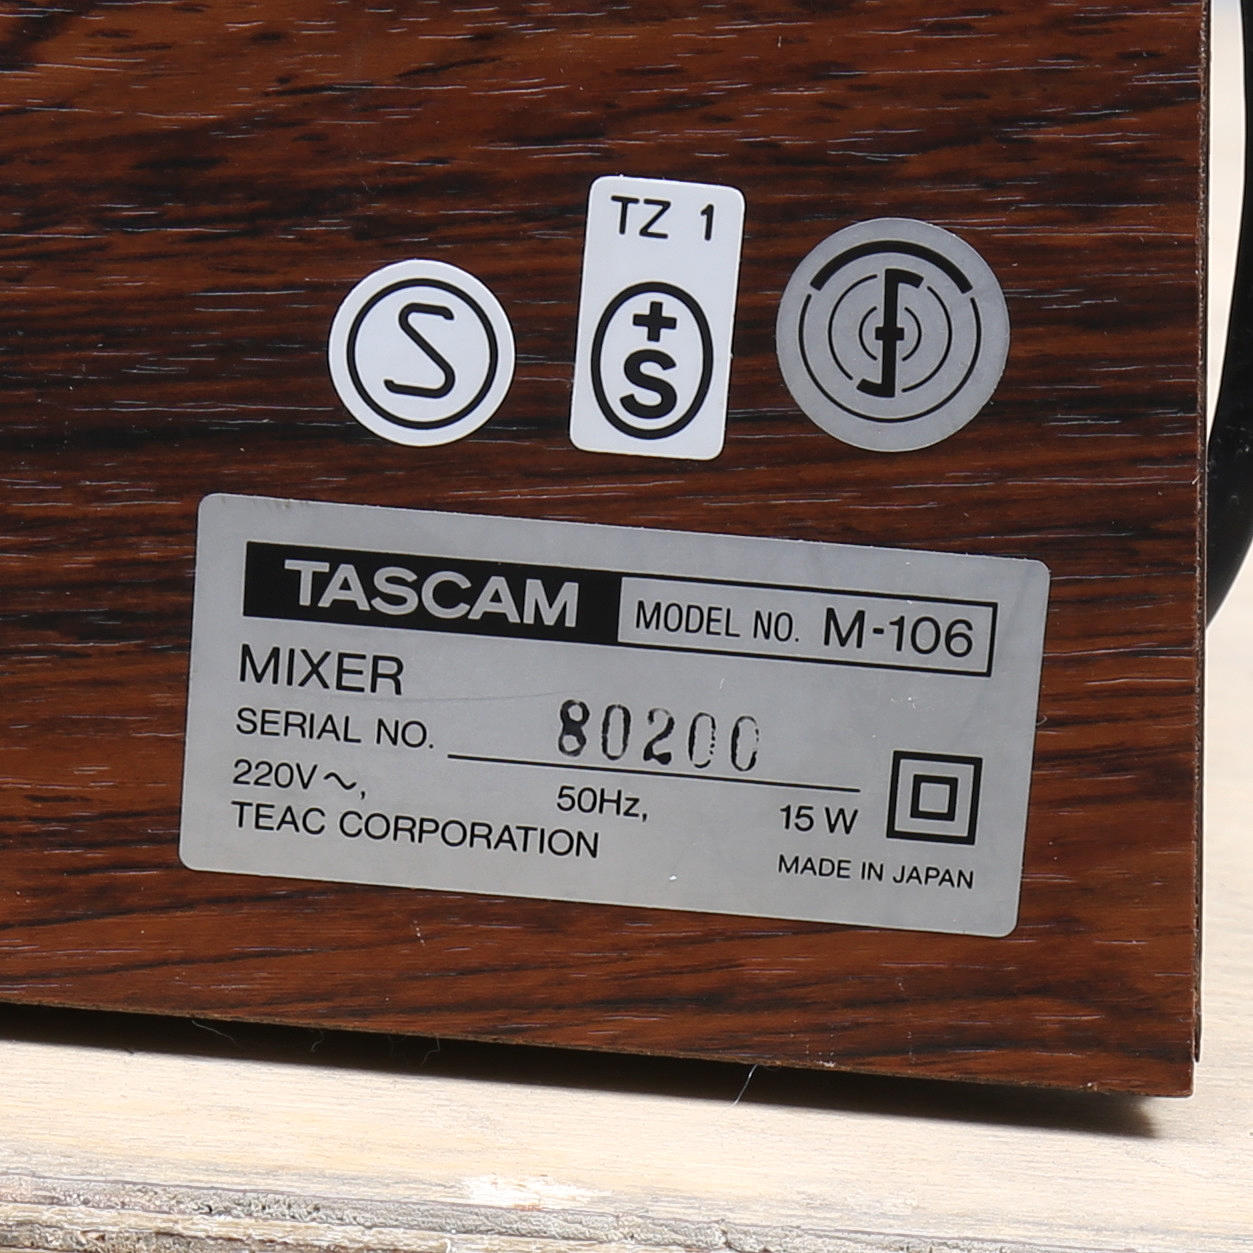 TZ 1
S
+
S
TASCAM MODEL NO. M-106
MIXER
SERIAL NO. 80200
220V~, 50Hz, 15 W
TEAC CORPORATION
MADE IN JAPAN